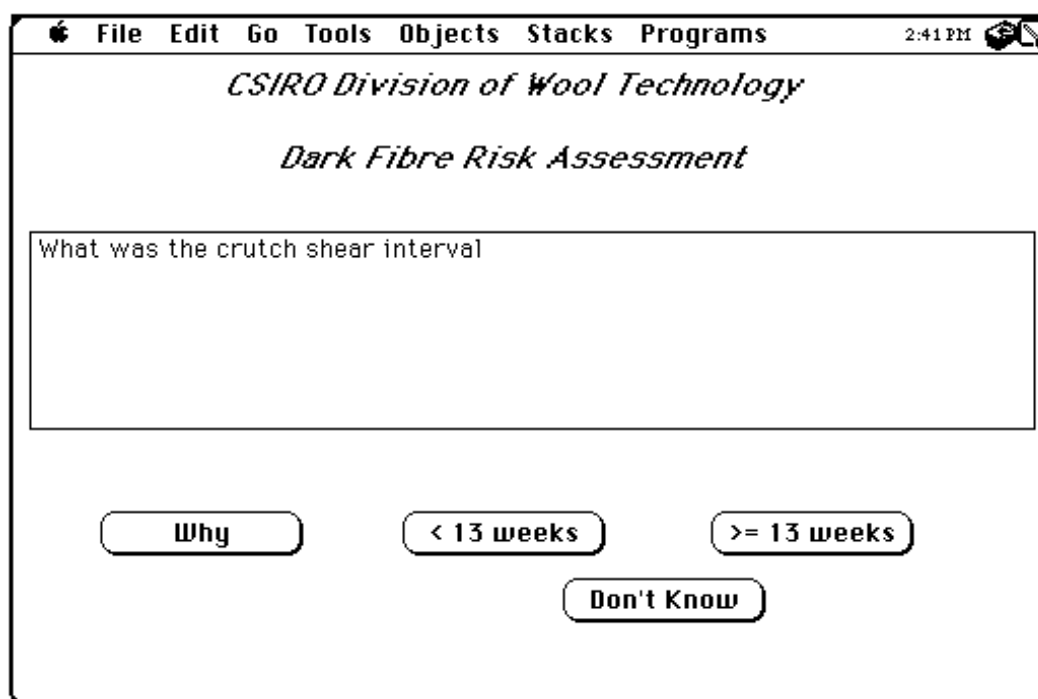 File Edit Go Tools Objects Stacks Programs 2:41 PM
CSIRO Division of Wool Technology
Dark Fibre Risk Assessment
What was the crutch shear interval
Why < 13 weeks >= 13 weeks
Don't Know